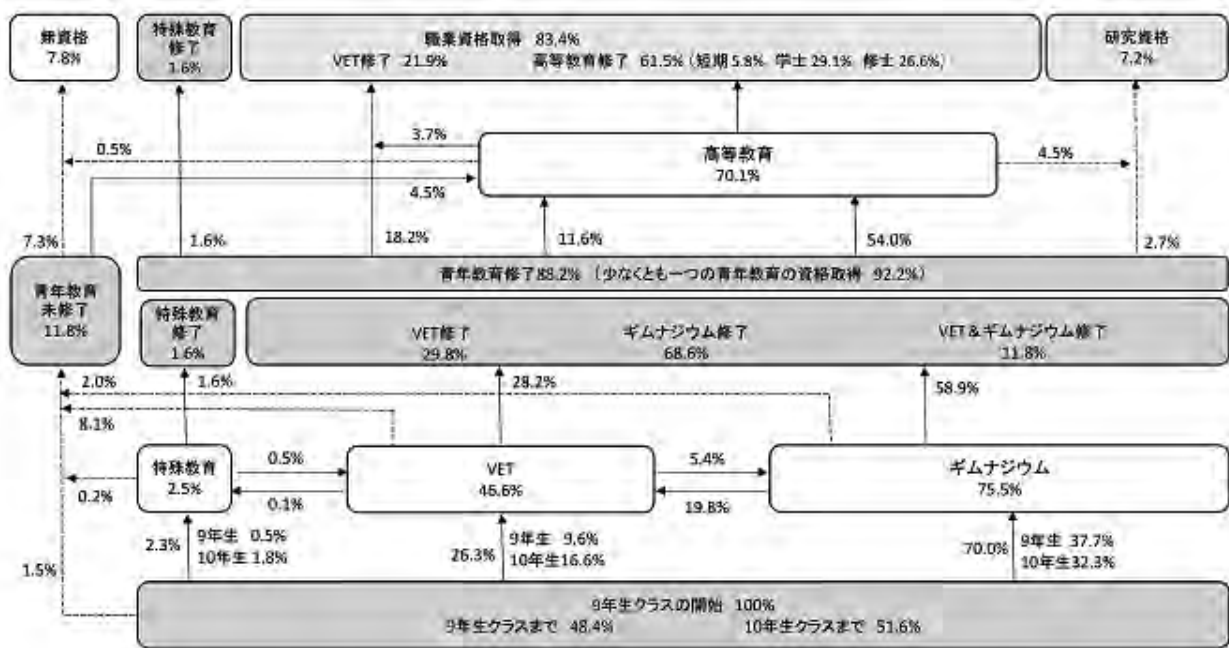 無資格
7.8%
特殊教育
修了
1.6%
職業資格取得 83.4%
VET修了 21.9% 高等教育修了 61.5%(短期5.8% 学士29.1% 修士26.6%)
研究資格
7.2%
3.7%
0.5%
高等教育
70.1%
4.5%
4.5%
7.3%
1.6%
18.2%
11.6%
54.0%
2.7%
青年教育修了88.2% (少なくとも一つの青年教育の資格取得 92.2%)
青年教育
未修了
11.8%
特殊教育
修了
1.6%
VET修了
29.8%
ギムナジウム修了
68.6%
VET&ギムナジウム修了
11.8%
2.0%
1.6%
28.2%
58.9%
8.1%
特殊教育
2.5%
0.5%
0.1%
VET
46.6%
5.4%
19.8%
ギムナジウム
75.5%
0.2%
2.3%
9年生 0.5%
10年生1.8%
26.3%
9年生 9.6%
10年生16.6%
70.0%
9年生 37.7%
10年生32.3%
1.5%
9年生クラスの開始 100%
9年生クラスまで 48.4% 10年生クラスまで 51.6%